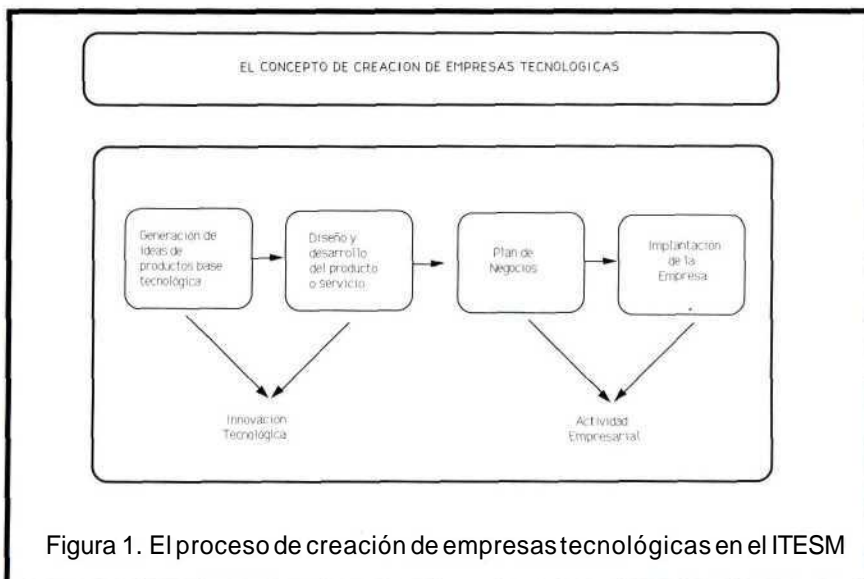 EL CONCEPTO DE CREACION DE EMPRESAS TECNOLOGICAS
Generación de
ideas de
productos base
tecnológica
Diseño y
desarrollo
del producto
o servicio
Plan de
Negocios
Implantación
de la
Empresa
Innovación
Tecnológica
Actividad
Empresarial
Figura 1. El proceso de creación de empresas tecnológicas en el ITESM